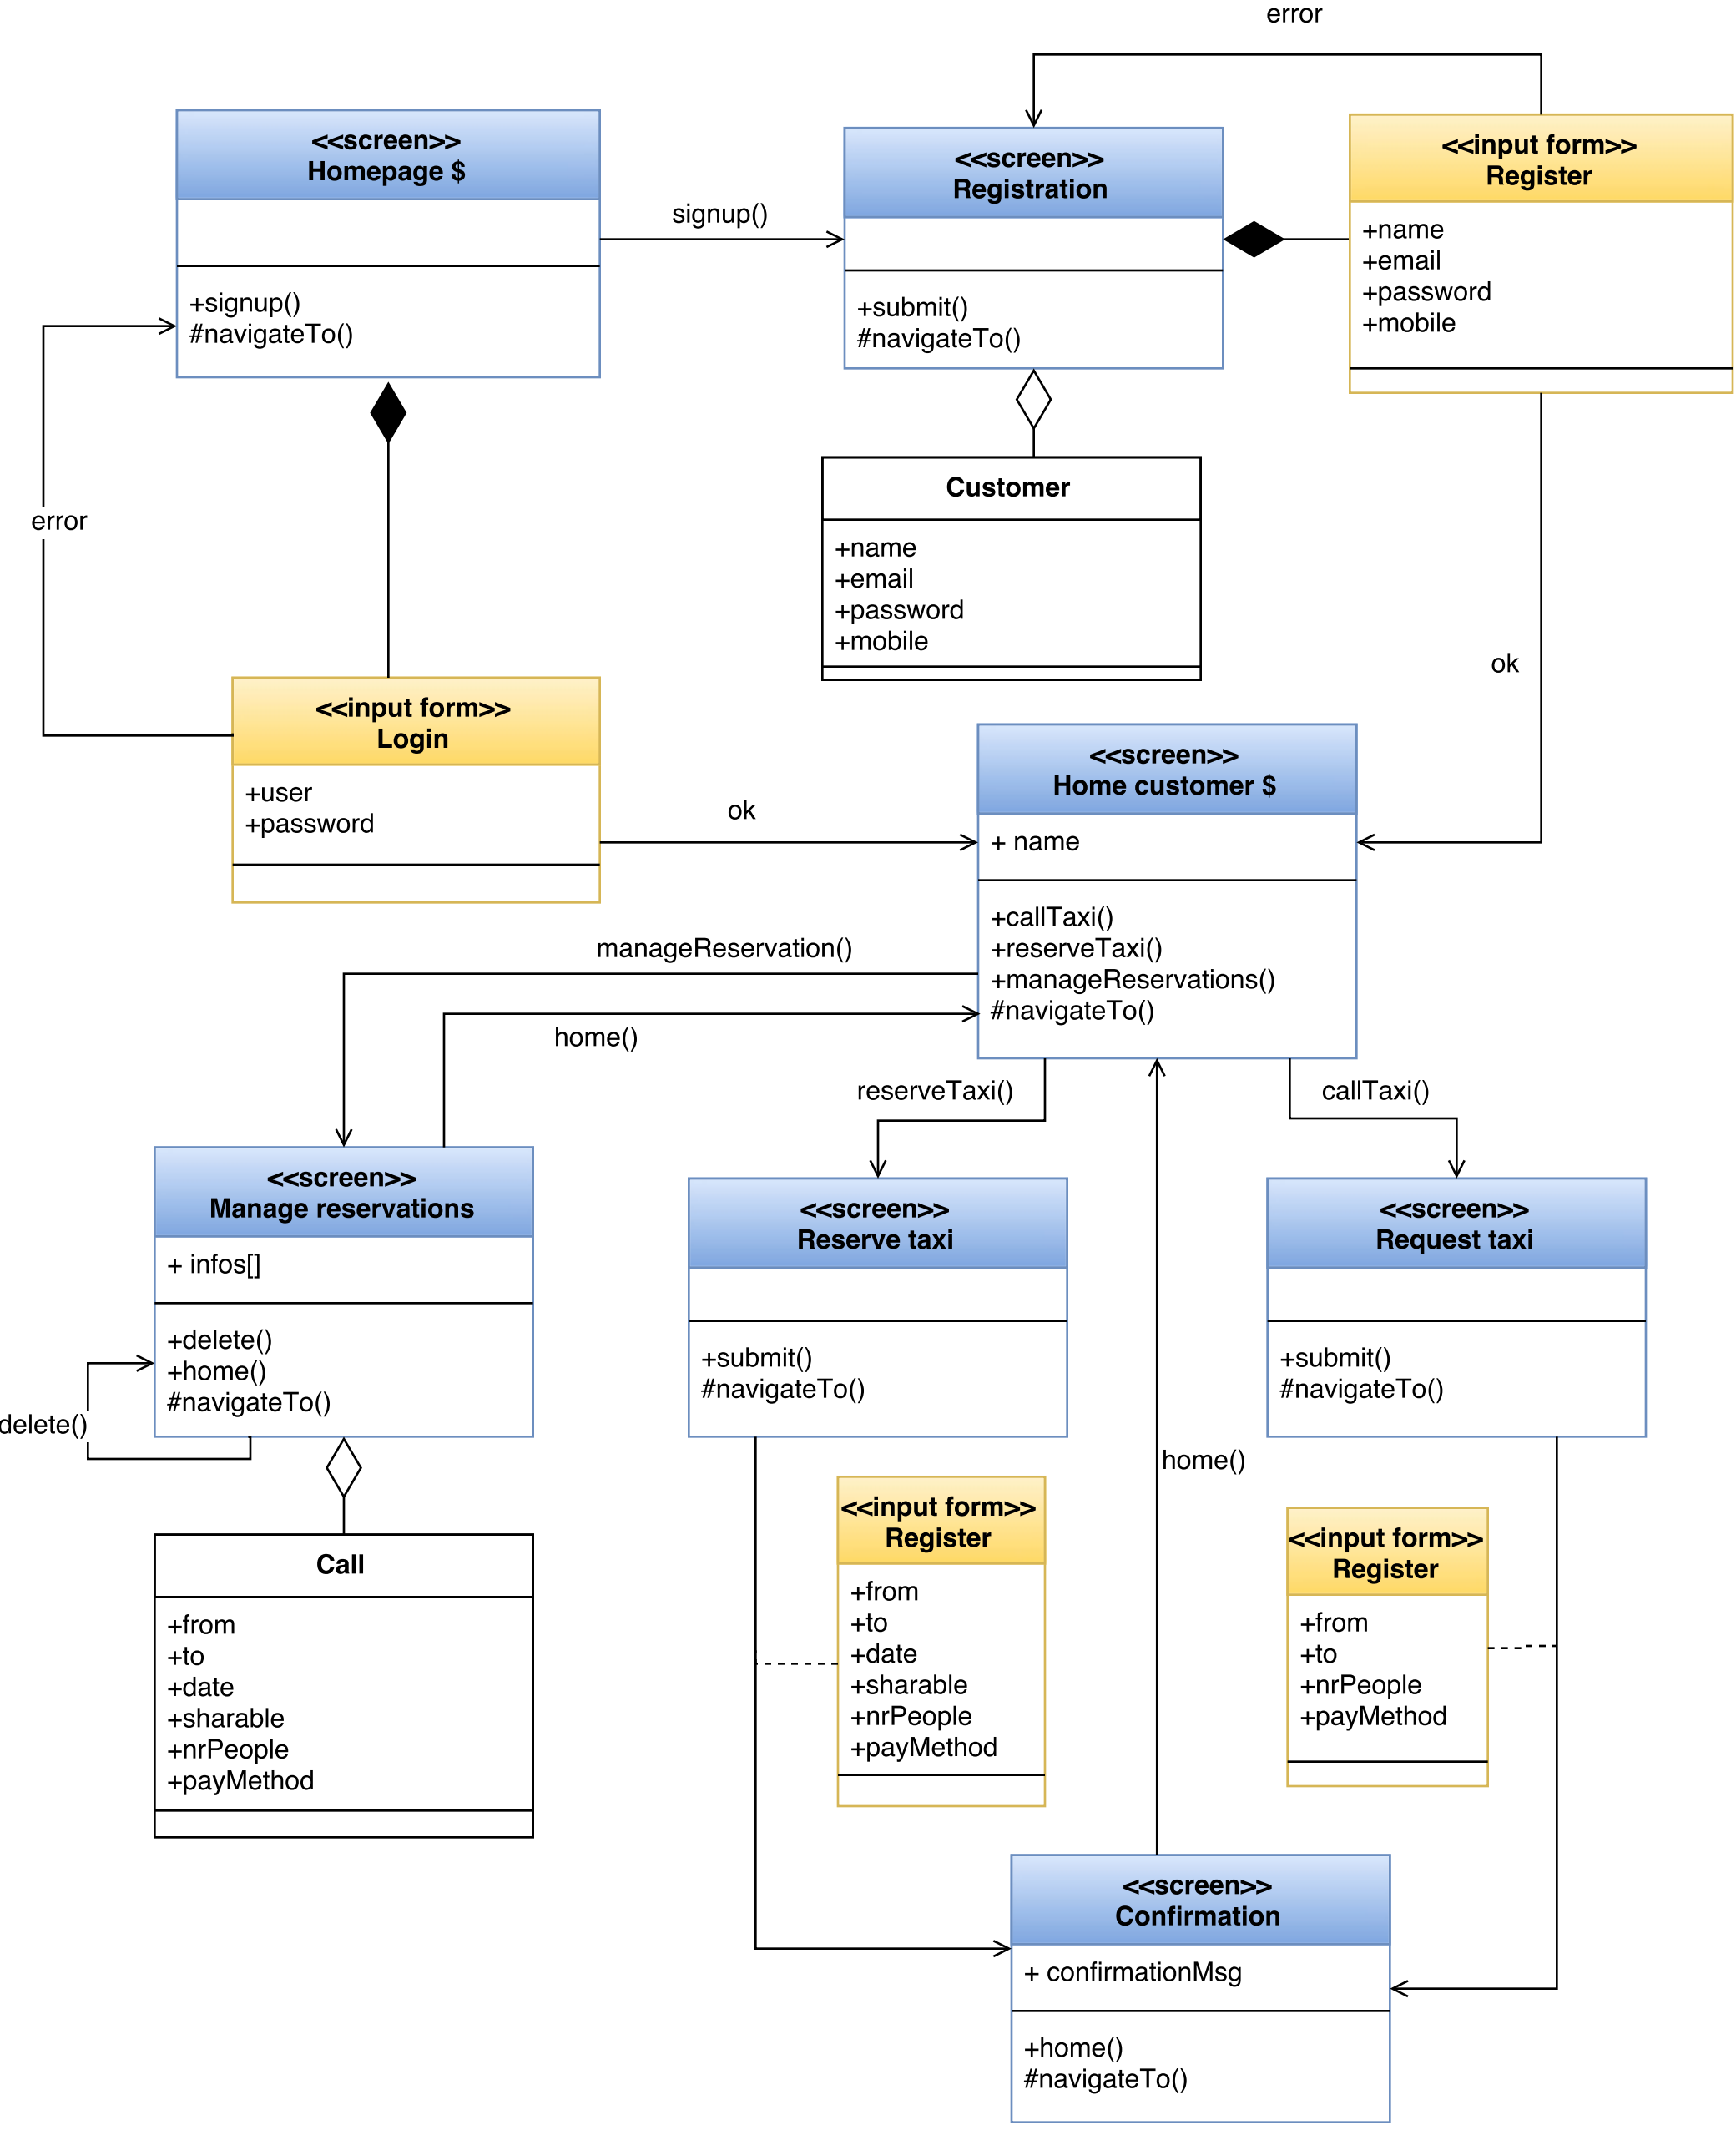 error
<<screen>>
Homepage $
+signup()
#navigateTo()
signup()
<<screen>>
Registration
+submit()
#navigateTo()
<<input form>>
Register
+name
+email
+password
+mobile
Customer
+name
+email
+password
+mobile
error
ok
<<input form>>
Login
+user
+password
ok
<<screen>>
Home customer $
+ name
+callTaxi()
+reserveTaxi()
+manageReservations()
#navigateTo()
manageReservation()
home()
reserveTaxi()
callTaxi()
<<screen>>
Manage reservations
+ infos[]
+delete()
+home()
#navigateTo()
delete()
<<screen>>
Reserve taxi
+submit()
#navigateTo()
<<screen>>
Request taxi
+submit()
#navigateTo()
home()
Call
+from
+to
+date
+sharable
+nrPeople
+payMethod
<<input form>>
Register
+from
+to
+date
+sharable
+nrPeople
+payMethod
<<input form>>
Register
+from
+to
+nrPeople
+payMethod
<<screen>>
Confirmation
+ confirmationMsg
+home()
#navigateTo()